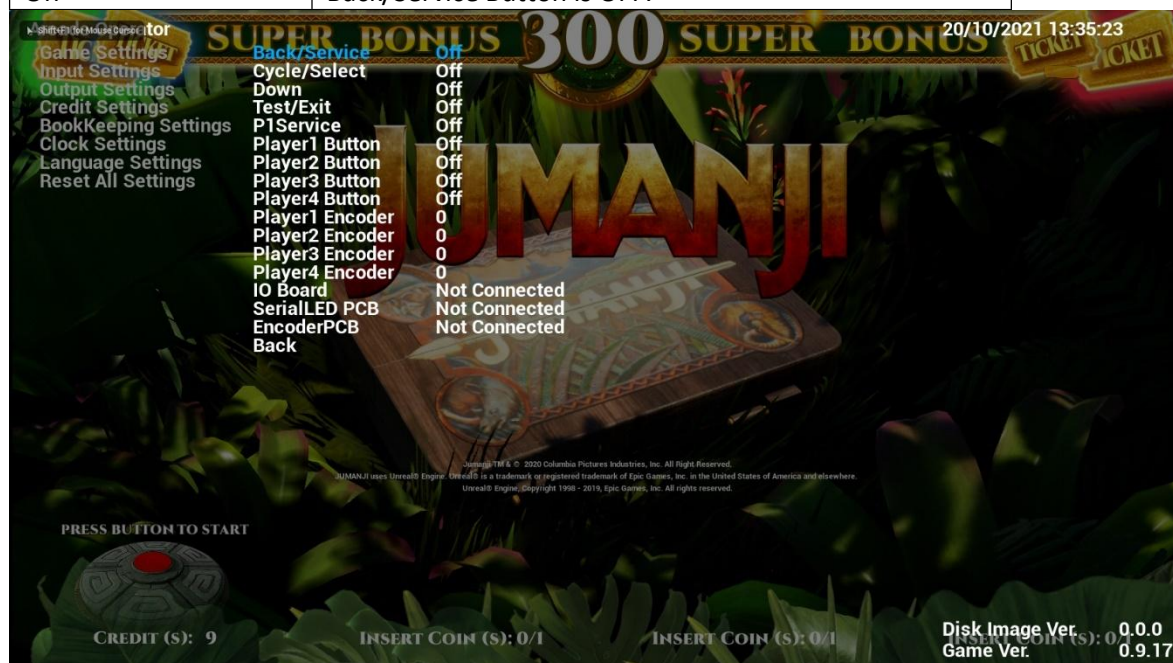 Shift+F1 for Mouse Cursor
20/10/2021 13:35:23
SUPER BONUS 300 SUPER BONUS
TICKET
TICKET
Game Settings
Input Settings
Output Settings
Credit Settings
BookKeeping Settings
Clock Settings
Language Settings
Reset All Settings
Back/Service Off
Cycle/Select Off
Down Off
Test/Exit Off
P1Service Off
Player1 Button Off
Player2 Button Off
Player3 Button Off
Player4 Button Off
Player1 Encoder 0
Player2 Encoder 0
Player3 Encoder 0
Player4 Encoder 0
IO Board Not Connected
SerialLED PCB Not Connected
EncoderPCB Not Connected
Back
JUMANJI
JUMANJI
Jumanji TM & © 2020 Columbia Pictures Industries, Inc. All Right Reserved.
JUMANJI uses Unreal® Engine. Unreal® is a trademark or registered trademark of Epic Games, Inc. in the United States of America and elsewhere.
Unreal® Engine, Copyright 1998 - 2019, Epic Games, Inc. All rights reserved.
PRESS BUTTON TO START
CREDIT (S): 9
INSERT COIN (S): 0/1
INSERT COIN (S): 0/1
Disk Image Ver. 0.0.0
Game Ver. 0.9.17